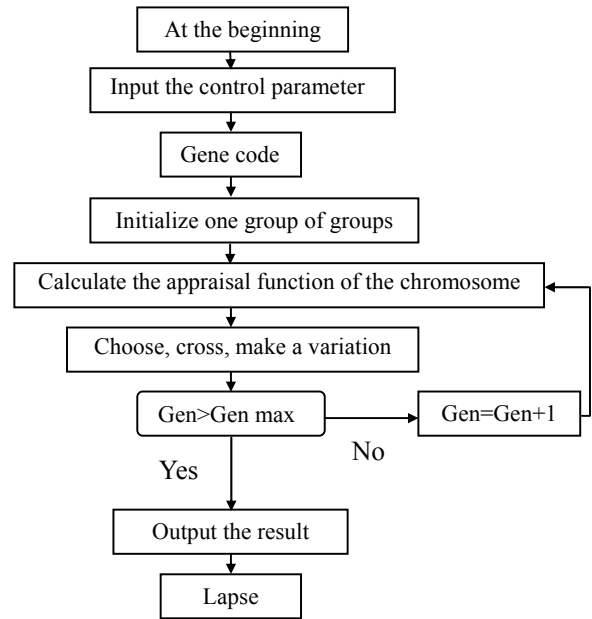 At the beginning
Input the control parameter
Gene code
Initialize one group of groups
Calculate the appraisal function of the chromosome
Choose, cross, make a variation
Gen>Gen max
Gen=Gen+1
No
Yes
Output the result
Lapse